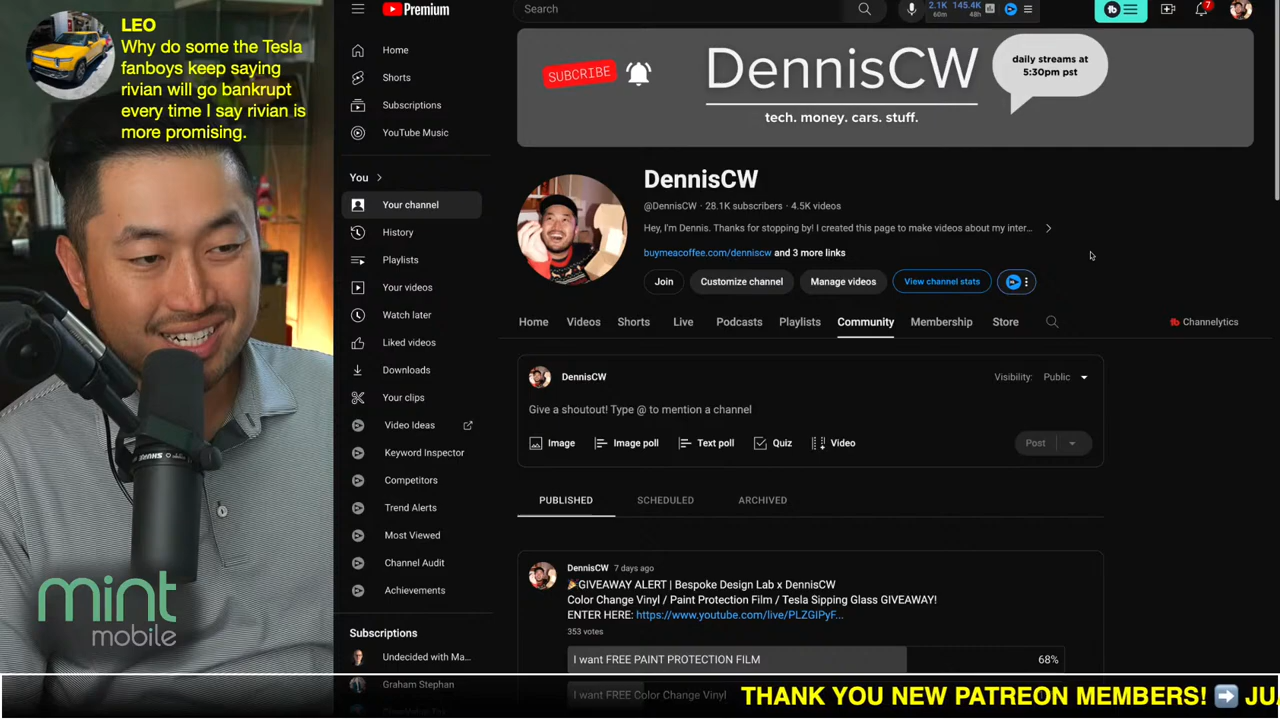 LEO
Why do some the Tesla
fanboys keep saying
rivian will go bankrupt
every time I say rivian is
more promising.
Premium
Search
2.1K 145.4K
60m 48h
7
Home
Shorts
Subscriptions
YouTube Music
You
Your channel
History
Playlists
Your videos
Watch later
Liked videos
Downloads
Your clips
Video Ideas
Keyword Inspector
Competitors
Trend Alerts
Most Viewed
Channel Audit
Achievements
Subscriptions
Undecided with Ma...
Graham Stephan
SUBCRIBE
DennisCW
tech. money. cars. stuff.
daily streams at
5:30pm pst
DennisCW
@DennisCW · 28.1K subscribers · 4.5K videos
Hey, I'm Dennis. Thanks for stopping by! I created this page to make videos about my inter...
buymeacoffee.com/denniscw and 3 more links
Join Customize channel Manage videos View channel stats
Home Videos Shorts Live Podcasts Playlists Community Membership Store
Channelytics
DennisCW
Visibility: Public
Give a shoutout! Type @ to mention a channel
Image Image poll Text poll Quiz Video
Post
PUBLISHED SCHEDULED ARCHIVED
DennisCW 7 days ago
🎉GIVEAWAY ALERT | Bespoke Design Lab x DennisCW
Color Change Vinyl / Paint Protection Film / Tesla Sipping Glass GIVEAWAY!
ENTER HERE: https://www.youtube.com/live/PLZGIPyF...
353 votes
I want FREE PAINT PROTECTION FILM 68%
I want FREE Color Change Vinyl
SHURE
mint
mobile
THANK YOU NEW PATREON MEMBERS! ➡️ JU